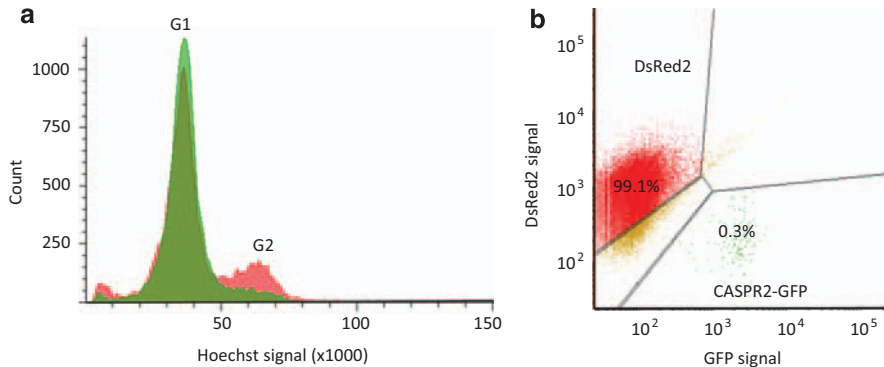 a
G1
G2
Count
1000
750
500
250
50
100
150
Hoechst signal (x1000)
b
DsRed2
99.1%
0.3%
CASPR2-GFP
DsRed2 signal
10^5
10^4
10^3
10^2
10^2
10^3
10^4
10^5
GFP signal